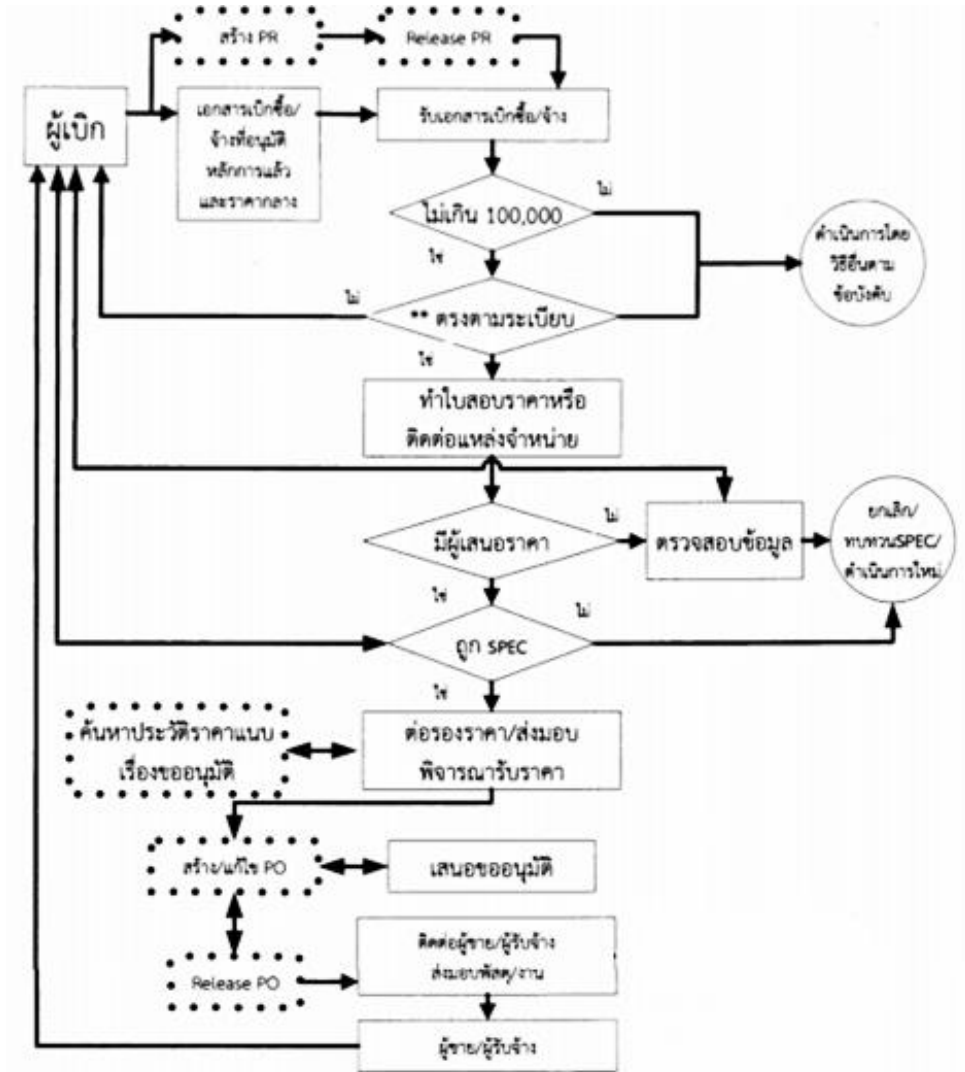 สร้าง PR
Release PR
ผู้เบิก
เอกสารเบิกซื้อ/
จ้างที่อนุมัติ
หลักการแล้ว
และราคากลาง
รับเอกสารเบิกซื้อ/จ้าง
ไม่เกิน 100,000
ไม่
ใช่
ดำเนินการโดย
วิธีอื่นตาม
ข้อบังคับ
ไม่
** ตรงตามระเบียบ
ใช่
ทำใบสอบราคาหรือ
ติดต่อแหล่งจำหน่าย
มีผู้เสนอราคา
ไม่
ตรวจสอบข้อมูล
ยกเลิก/
ทบทวนSPEC/
ดำเนินการใหม่
ใช่
ไม่
ถูก SPEC
ใช่
ค้นหาประวัติราคาแนบ
เรื่องขออนุมัติ
ต่อรองราคา/ส่งมอบ
พิจารณารับราคา
สร้าง/แก้ไข PO
เสนอขออนุมัติ
Release PO
ติดต่อผู้ขาย/ผู้รับจ้าง
ส่งมอบพัสดุ/งาน
ผู้ขาย/ผู้รับจ้าง